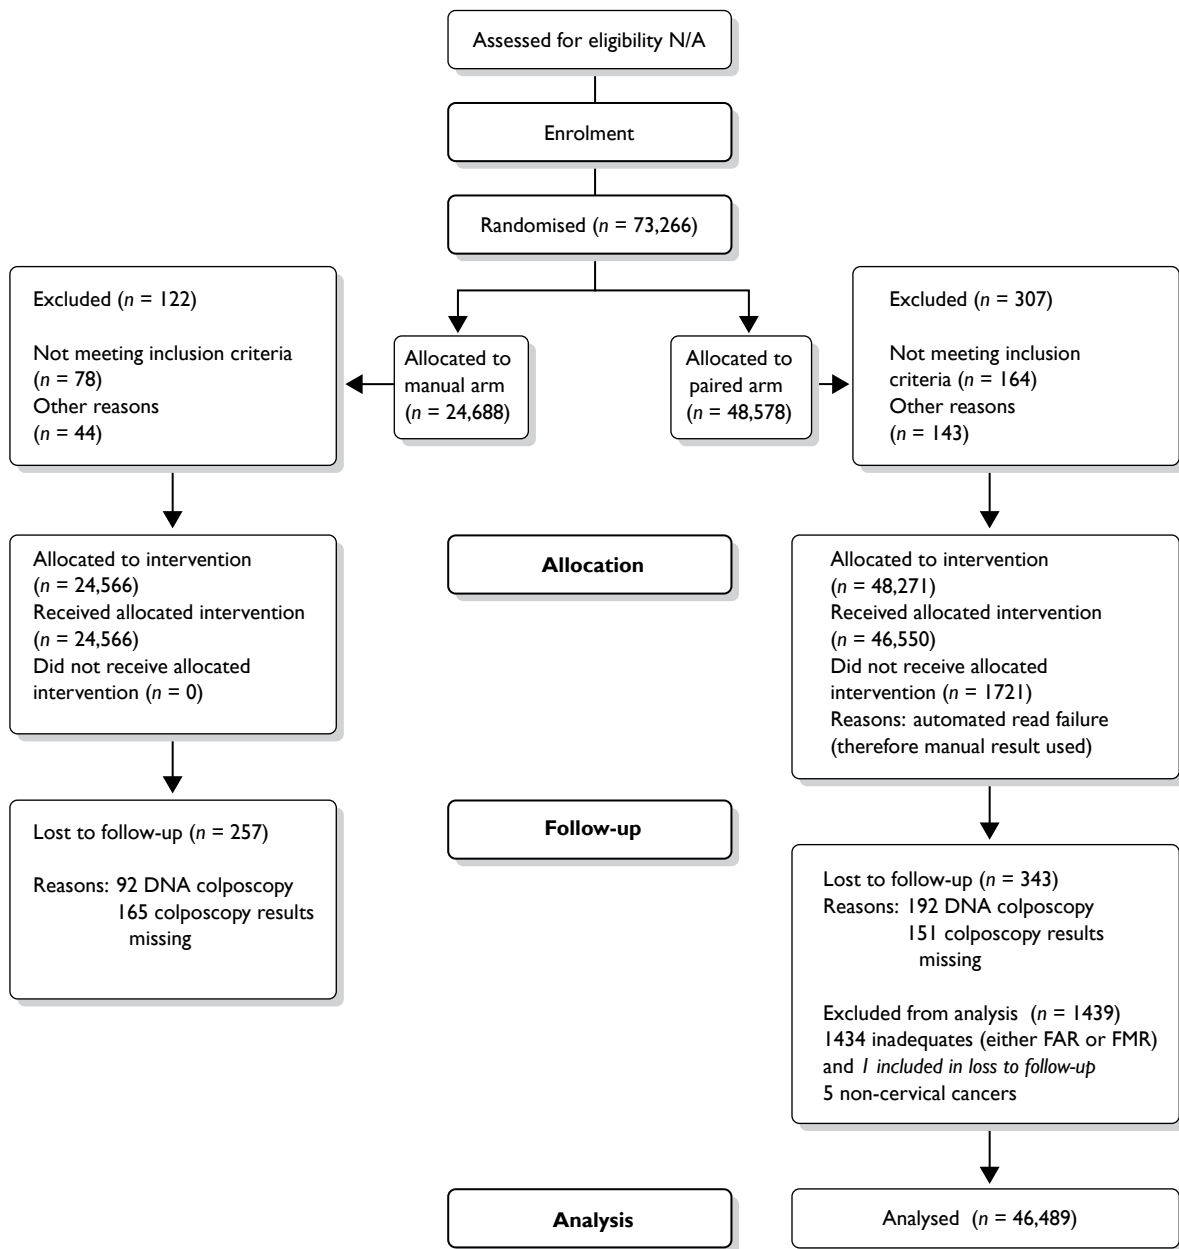 Assessed for eligibility N/A
Enrolment
Randomised (n = 73,266)
Excluded (n = 122)
Not meeting inclusion criteria
(n = 78)
Other reasons
(n = 44)
Allocated to
manual arm
(n = 24,688)
Allocated to
paired arm
(n = 48,578)
Excluded (n = 307)
Not meeting inclusion
criteria (n = 164)
Other reasons
(n = 143)
Allocated to intervention
(n = 24,566)
Received allocated intervention
(n = 24,566)
Did not receive allocated
intervention (n = 0)
Allocation
Allocated to intervention
(n = 48,271)
Received allocated intervention
(n = 46,550)
Did not receive allocated
intervention (n = 1721)
Reasons: automated read failure
(therefore manual result used)
Lost to follow-up (n = 257)
Reasons: 92 DNA colposcopy
165 colposcopy results
missing
Follow-up
Lost to follow-up (n = 343)
Reasons: 192 DNA colposcopy
151 colposcopy results
missing
Excluded from analysis (n = 1439)
1434 inadequates (either FAR or FMR)
and 1 included in loss to follow-up
5 non-cervical cancers
Analysis
Analysed (n = 46,489)